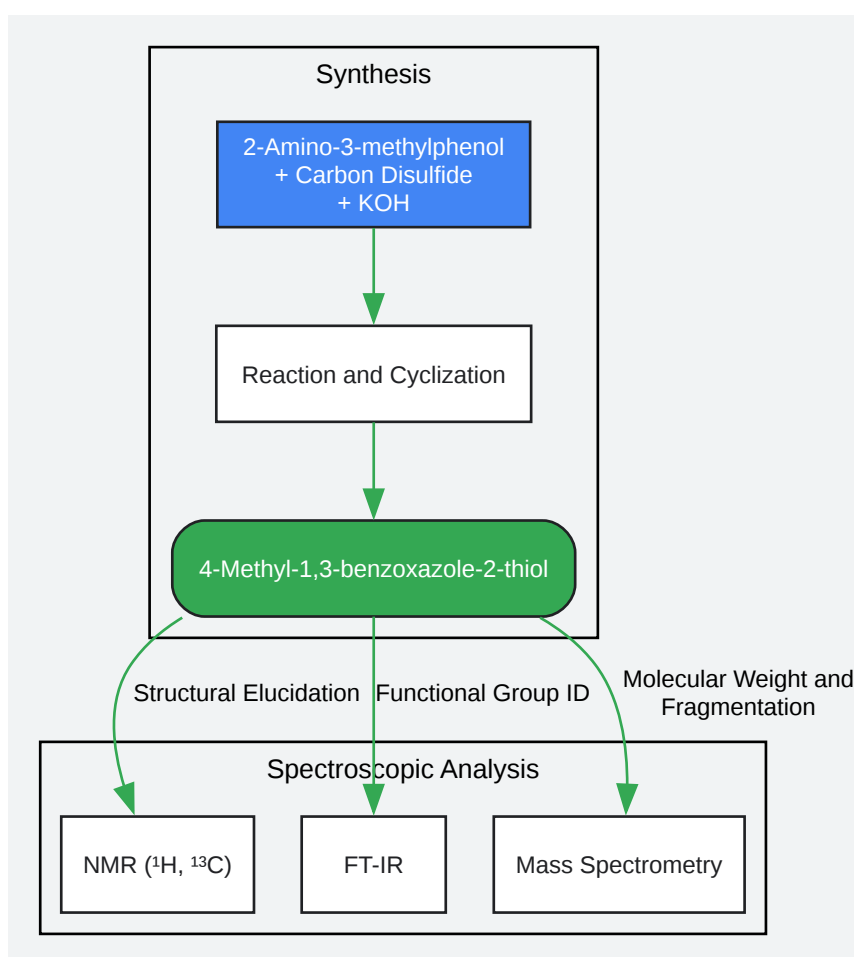 Synthesis
2-Amino-3-methylphenol
+ Carbon Disulfide
+ KOH
Reaction and Cyclization
4-Methyl-1,3-benzoxazole-2-thiol
Structural Elucidation
Functional Group ID
Molecular Weight and
Fragmentation
Spectroscopic Analysis
NMR (¹H, ¹³C)
FT-IR
Mass Spectrometry